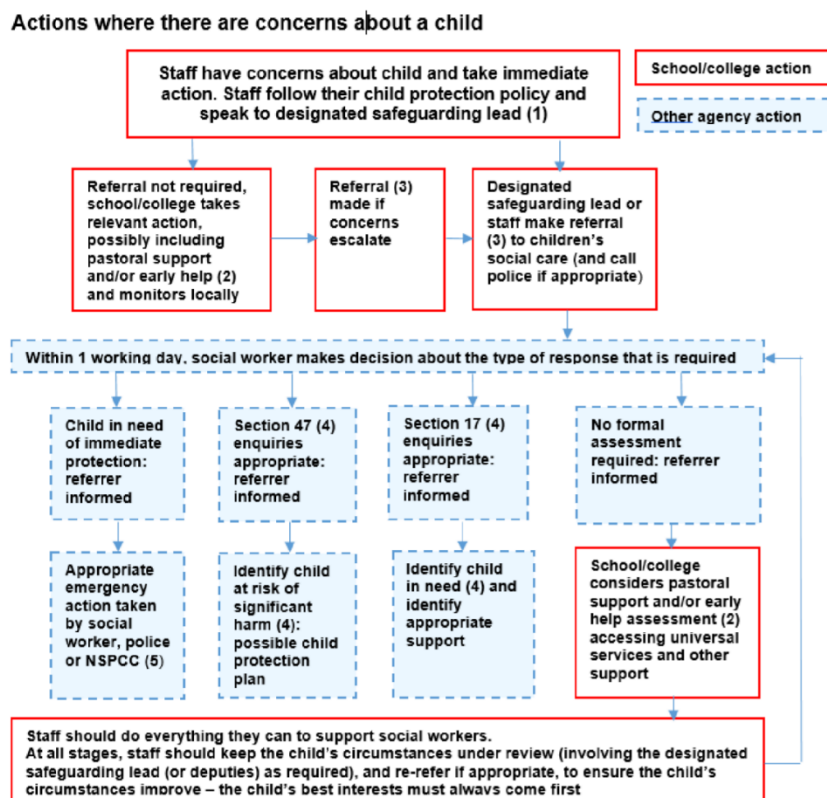 Actions where there are concerns about a child
Staff have concerns about child and take immediate
action. Staff follow their child protection policy and
speak to designated safeguarding lead (1)
School/college action
Other agency action
Referral not required,
school/college takes
relevant action,
possibly including
pastoral support
and/or early help (2)
and monitors locally
Referral (3)
made if
concerns
escalate
Designated
safeguarding lead or
staff make referral
(3) to children's
social care (and call
police if appropriate)
Within 1 working day, social worker makes decision about the type of response that is required
Child in need
of immediate
protection:
referrer
informed
Section 47 (4)
enquiries
appropriate:
referrer
informed
Section 17 (4)
enquiries
appropriate:
referrer
informed
No formal
assessment
required: referrer
informed
Appropriate
emergency
action taken
by social
worker, police
or NSPCC (5)
Identify child
at risk of
significant
harm (4):
possible child
protection
plan
Identify child
in need (4) and
identify
appropriate
support
School/college
considers pastoral
support and/or early
help assessment (2)
accessing universal
services and other
support
Staff should do everything they can to support social workers.
At all stages, staff should keep the child's circumstances under review (involving the designated
safeguarding lead (or deputies) as required), and re-refer if appropriate, to ensure the child's
circumstances improve – the child's best interests must always come first